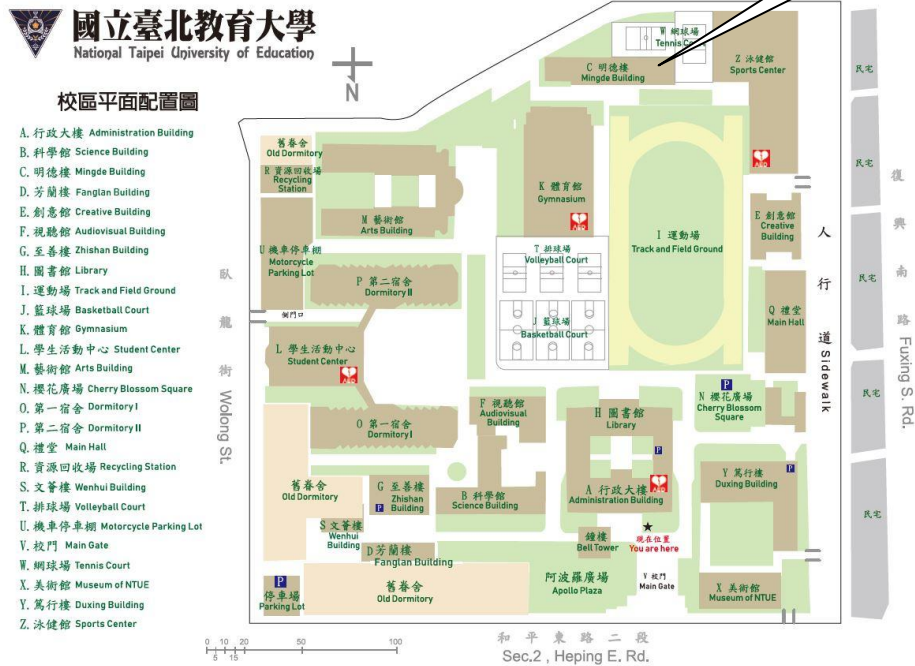 國立臺北教育大學
National Taipei University of Education
N
校區平面配置圖
A. 行政大樓 Administration Building
B. 科學館 Science Building
C. 明德樓 Mingde Building
D. 芳蘭樓 Fanglan Building
E. 創意館 Creative Building
F. 視聽館 Audiovisual Building
G. 至善樓 Zhishan Building
H. 圖書館 Library
I. 運動場 Track and Field Ground
J. 籃球場 Basketball Court
K. 體育館 Gymnasium
L. 學生活動中心 Student Center
M. 藝術館 Arts Building
N. 櫻花廣場 Cherry Blossom Square
O. 第一宿舍 Dormitory I
P. 第二宿舍 Dormitory II
Q. 禮堂 Main Hall
R. 資源回收場 Recycling Station
S. 文薈樓 Wenhui Building
T. 排球場 Volleyball Court
U. 機車停車棚 Motorcycle Parking Lot
V. 校門 Main Gate
W. 網球場 Tennis Court
X. 美術館 Museum of NTUE
Y. 篤行樓 Duxing Building
Z. 泳健館 Sports Center
W 網球場
Tennis Court
C 明德樓
Mingde Building
Z 泳健館
Sports Center
AED
舊眷舍
Old Dormitory
R 資源回收場
Recycling
Station
M 藝術館
Arts Building
K 體育館
Gymnasium
AED
I 運動場
Track and Field Ground
E 創意館
Creative
Building
U 機車停車棚
Motorcycle
Parking Lot
T 排球場
Volleyball Court
P 第二宿舍
Dormitory II
側門口
J 籃球場
Basketball Court
Q 禮堂
Main Hall
L 學生活動中心
Student Center
AED
P
N 櫻花廣場
Cherry Blossom
Square
F 視聽館
Audiovisual
Building
H 圖書館
Library
P
O 第一宿舍
Dormitory I
舊眷舍
Old Dormitory
G 至善樓
Zhishan
Building
P
B 科學館
Science Building
A 行政大樓
Administration Building
AED
Y 篤行樓
Duxing Building
P
S 文薈樓
Wenhui
Building
D 芳蘭樓
Fanglan Building
鐘樓
Bell Tower
現在位置
You are here
P
停車場
Parking Lot
舊眷舍
Old Dormitory
阿波羅廣場
Apollo Plaza
V 校門
Main Gate
X 美術館
Museum of NTUE
臥龍街 Wolong St.
人行道 Sidewalk
復興南路 Fuxing S. Rd.
民宅
民宅
民宅
民宅
民宅
和平東路二段
Sec.2 , Heping E. Rd.
0 10 20 50 100
5 15